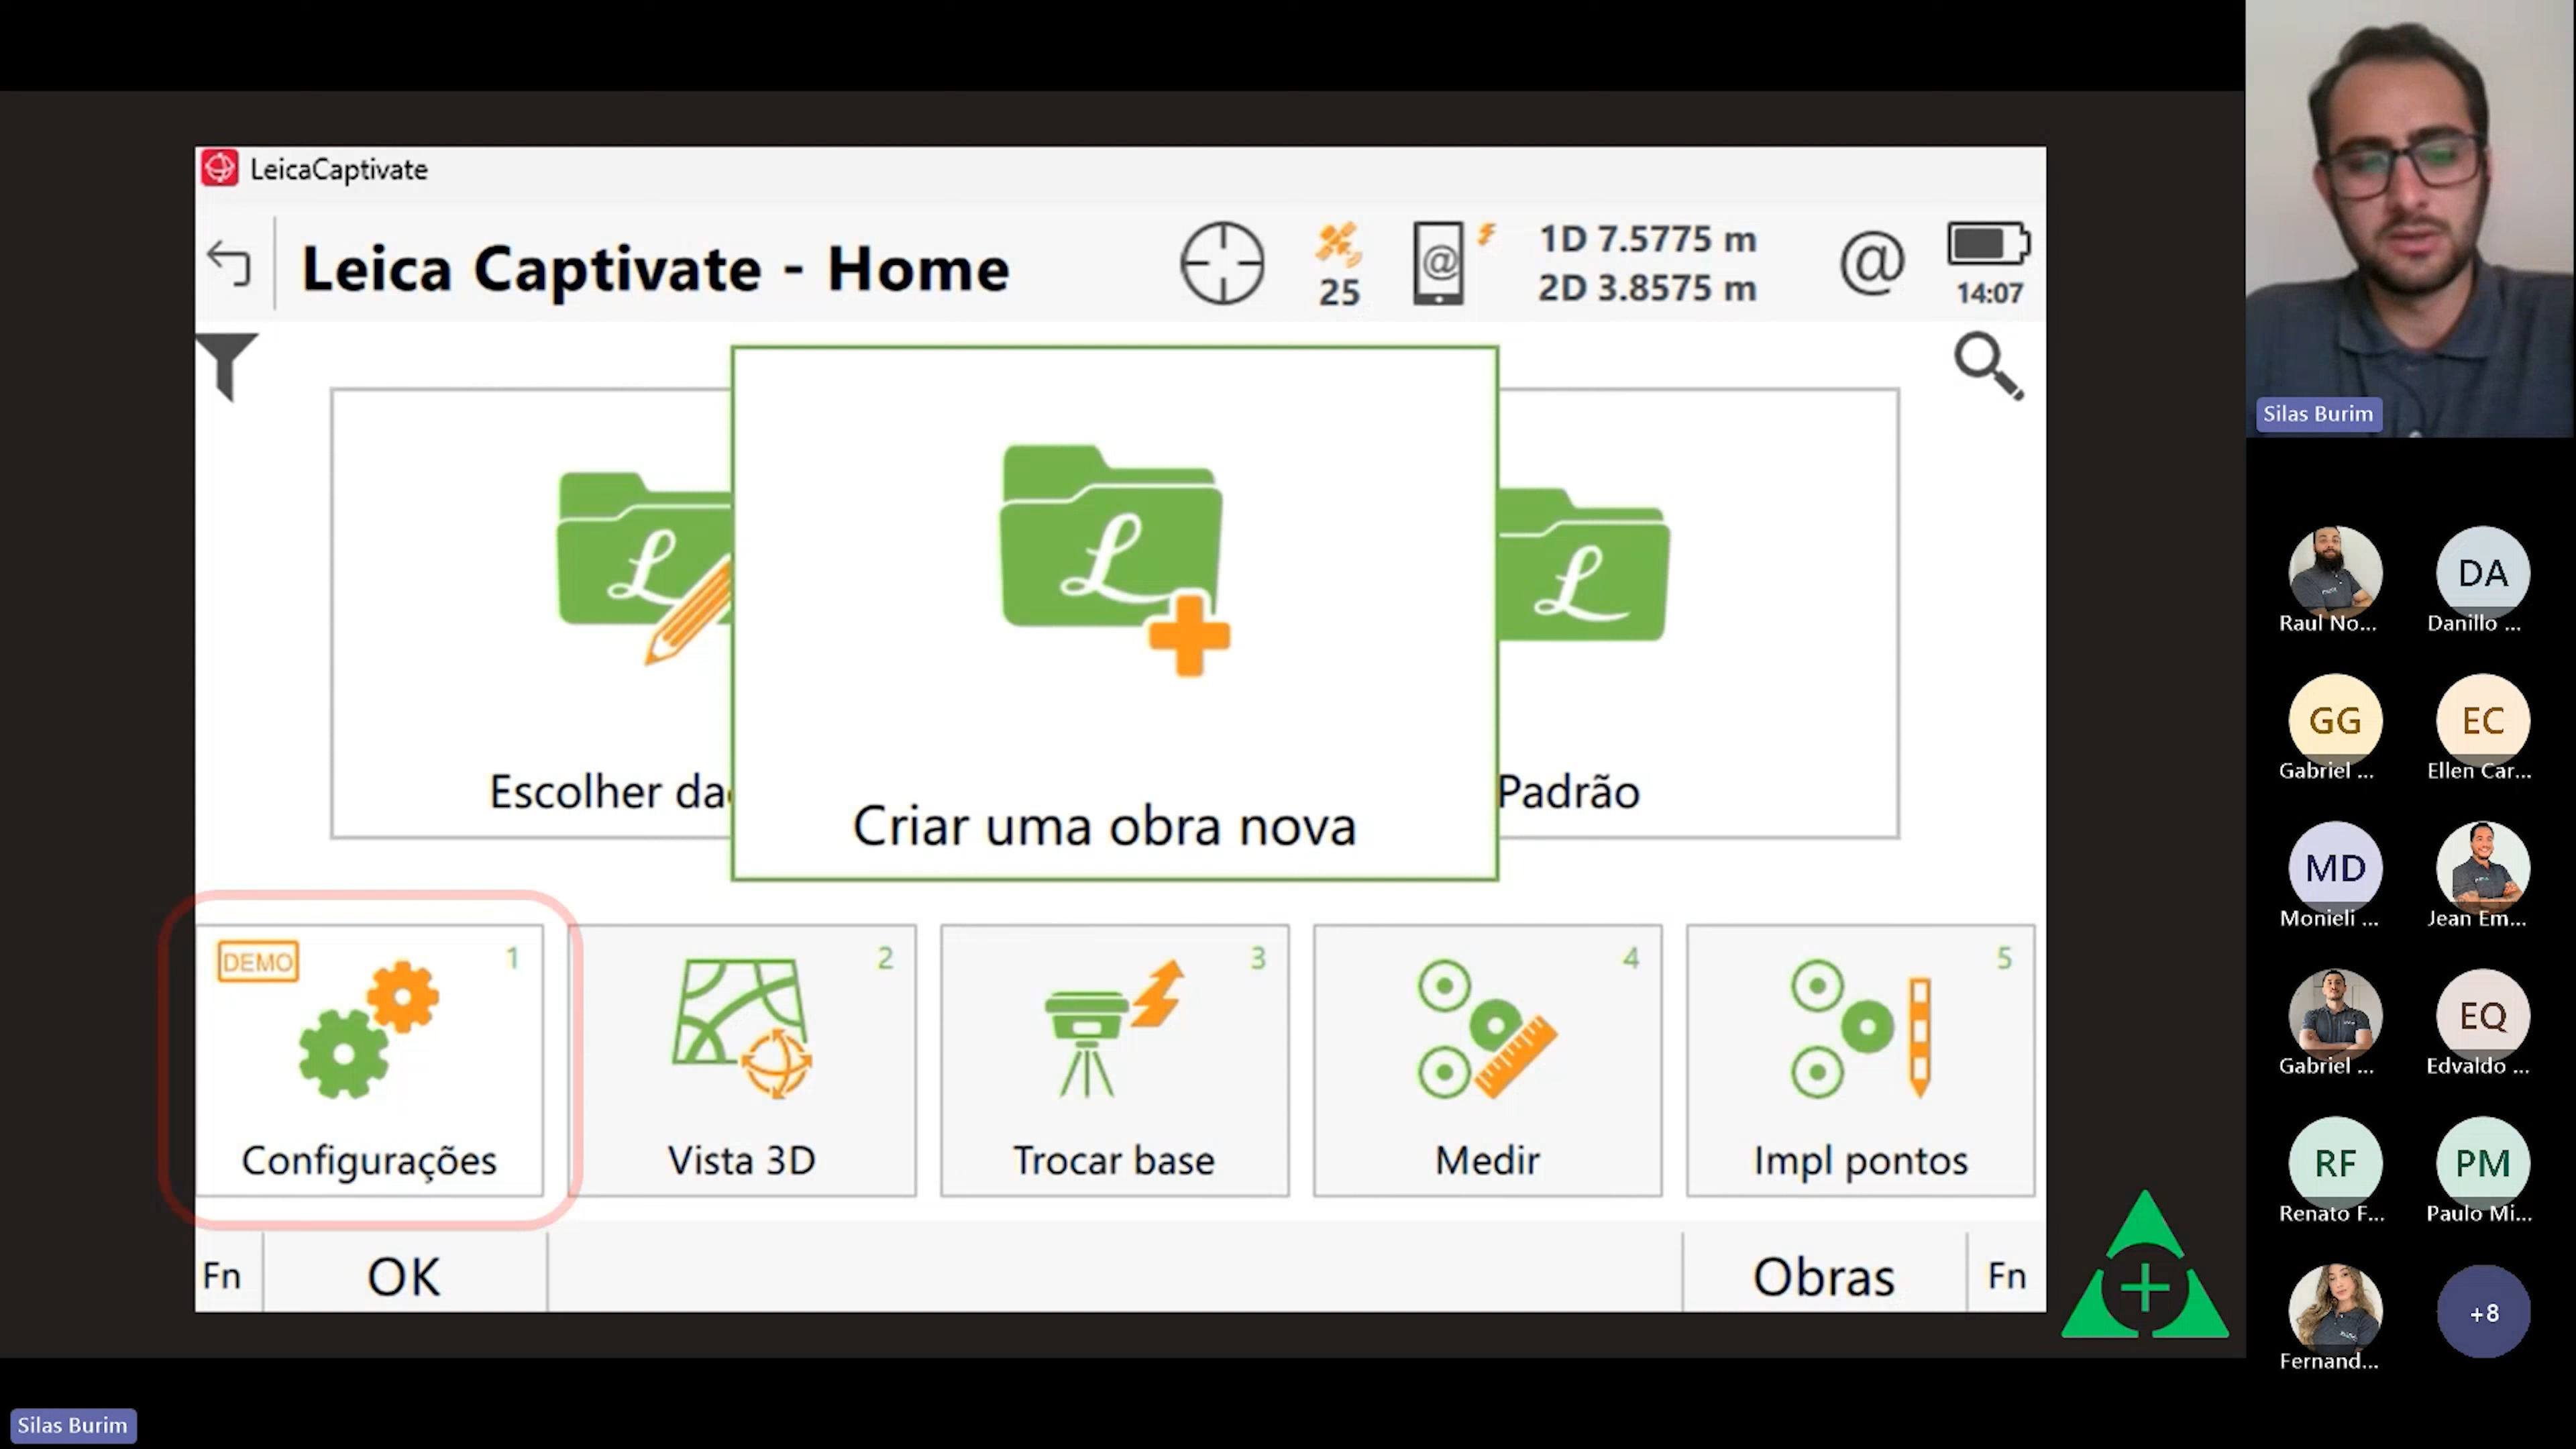 LeicaCaptivate
Leica Captivate - Home
25
@
1D 7.5775 m
2D 3.8575 m
@
14:07
Escolher da
Criar uma obra nova
Padrão
DEMO
1
Configurações
2
Vista 3D
3
Trocar base
4
Medir
5
Impl pontos
Fn
OK
Obras
Fn
Silas Burim
Raul No...
DA
Danillo ...
GG
Gabriel ...
EC
Ellen Car...
MD
Monieli ...
Jean Em...
Gabriel ...
EQ
Edvaldo ...
RF
Renato F...
PM
Paulo Mi...
Fernand...
+8
Silas Burim